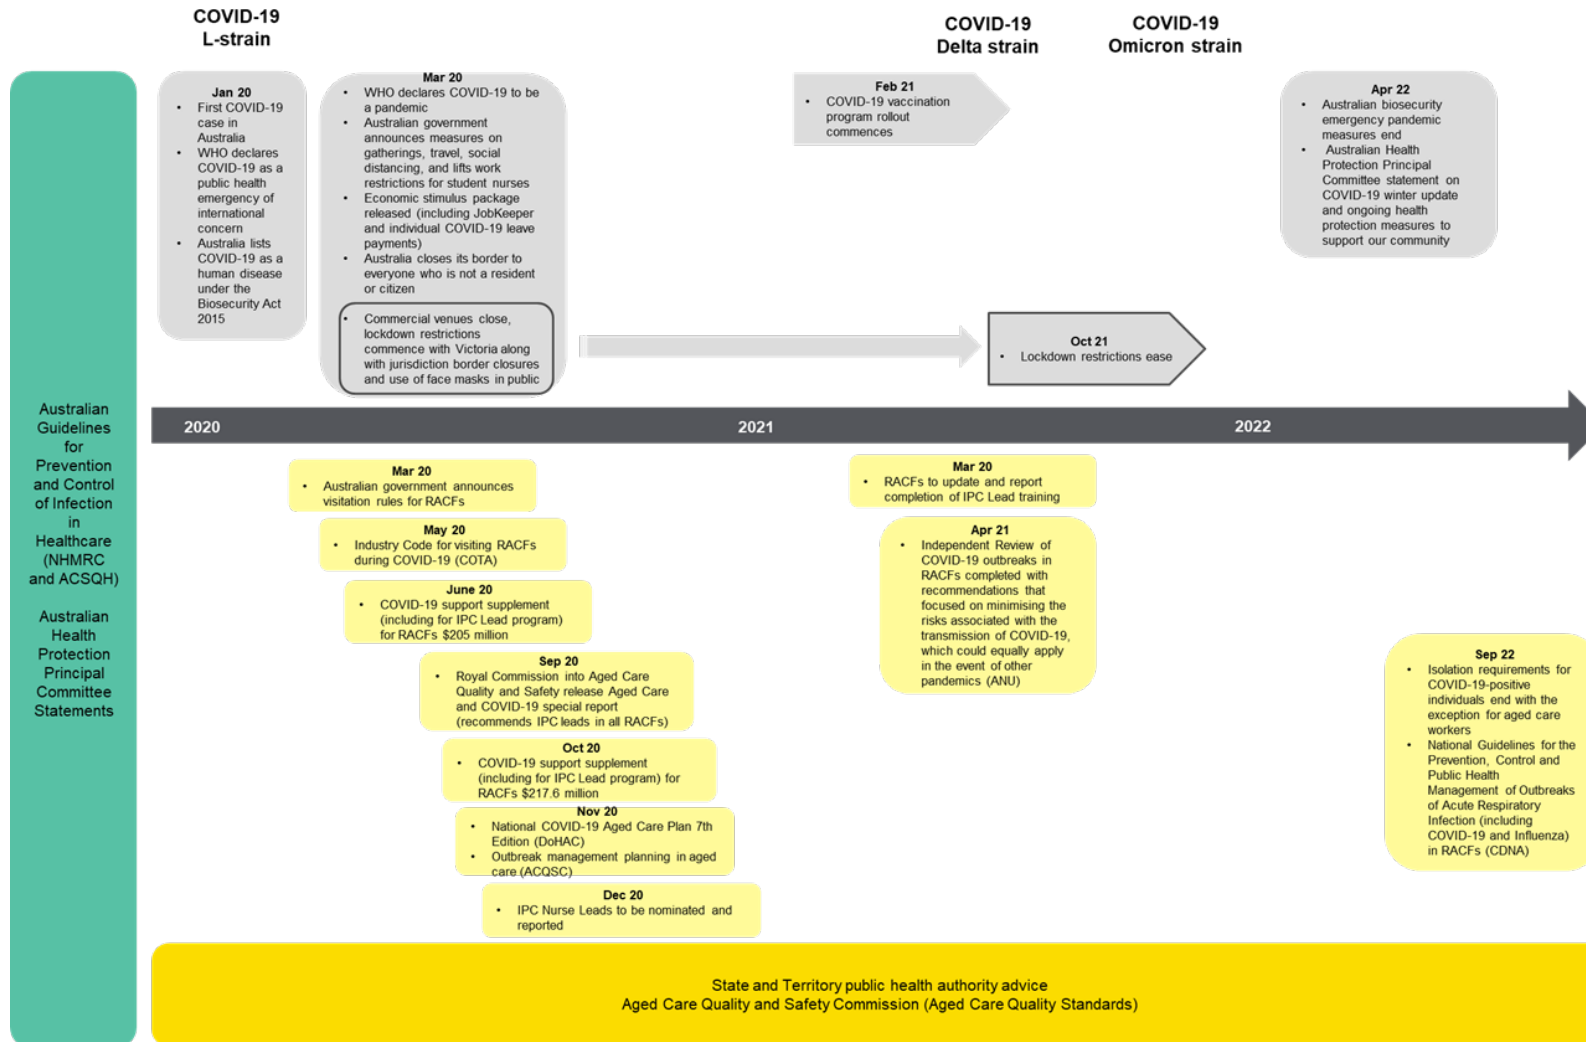 COVID-19
L-strain
COVID-19
Delta strain
COVID-19
Omicron strain
Australian
Guidelines
for
Prevention
and Control
of Infection
in
Healthcare
(NHMRC
and ACSQH)
Australian
Health
Protection
Principal
Committee
Statements
Jan 20
• First COVID-19
case in
Australia
• WHO declares
COVID-19 as a
public health
emergency of
international
concern
• Australia lists
COVID-19 as a
human disease
under the
Biosecurity Act
2015
Mar 20
• WHO declares COVID-19 to be
a pandemic
• Australian government
announces measures on
gatherings, travel, social
distancing, and lifts work
restrictions for student nurses
• Economic stimulus package
released (including JobKeeper
and individual COVID-19 leave
payments)
• Australia closes its border to
everyone who is not a resident
or citizen
• Commercial venues close,
lockdown restrictions
commence with Victoria along
with jurisdiction border closures
and use of face masks in public
Feb 21
• COVID-19 vaccination
program rollout
commences
Oct 21
• Lockdown restrictions ease
Apr 22
• Australian biosecurity
emergency pandemic
measures end
• Australian Health
Protection Principal
Committee statement on
COVID-19 winter update
and ongoing health
protection measures to
support our community
2020
2021
2022
Mar 20
• Australian government announces
visitation rules for RACFs
May 20
• Industry Code for visiting RACFs
during COVID-19 (COTA)
June 20
• COVID-19 support supplement
(including for IPC Lead program)
for RACFs $205 million
Sep 20
• Royal Commission into Aged Care
Quality and Safety release Aged Care
and COVID-19 special report
(recommends IPC leads in all RACFs)
Oct 20
• COVID-19 support supplement
(including for IPC Lead program) for
RACFs $217.6 million
Nov 20
• National COVID-19 Aged Care Plan 7th
Edition (DoHAC)
• Outbreak management planning in aged
care (ACQSC)
Dec 20
• IPC Nurse Leads to be nominated and
reported
Mar 20
• RACFs to update and report
completion of IPC Lead training
Apr 21
• Independent Review of
COVID-19 outbreaks in
RACFs completed with
recommendations that
focused on minimising the
risks associated with the
transmission of COVID-19,
which could equally apply
in the event of other
pandemics (ANU)
Sep 22
• Isolation requirements for
COVID-19-positive
individuals end with the
exception for aged care
workers
• National Guidelines for the
Prevention, Control and
Public Health
Management of Outbreaks
of Acute Respiratory
Infection (including
COVID-19 and Influenza)
in RACFs (CDNA)
State and Territory public health authority advice
Aged Care Quality and Safety Commission (Aged Care Quality Standards)